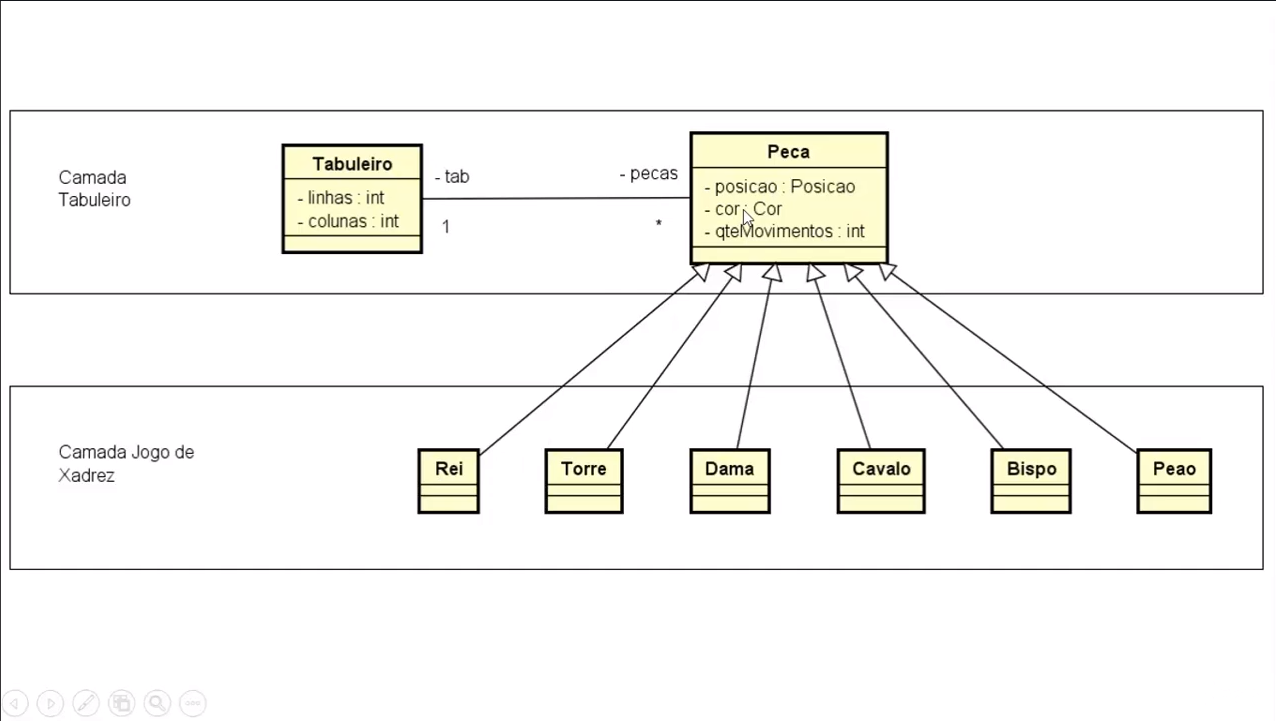 Camada
Tabuleiro
Tabuleiro
- linhas : int
- colunas : int
- tab
1
- pecas
*
Peca
- posicao : Posicao
- cor : Cor
- qteMovimentos : int
Camada Jogo de
Xadrez
Rei
Torre
Dama
Cavalo
Bispo
Peao